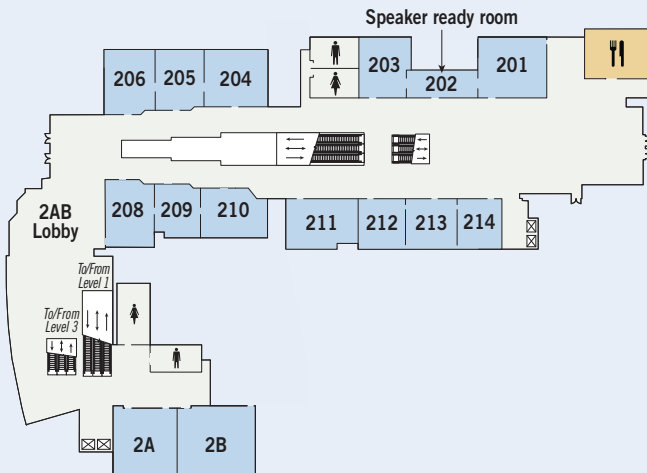 Speaker ready room
206
205
204
203
202
201
2AB
Lobby
208
209
210
211
212
213
214
To/From
Level 1
To/From
Level 3
2A
2B